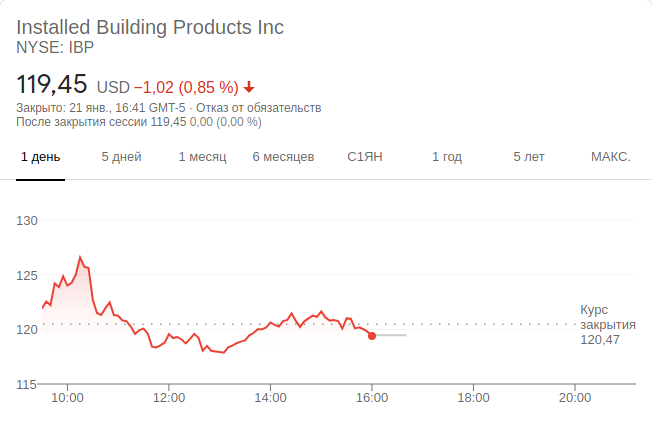 Installed Building Products Inc
NYSE: IBP
119,45 USD −1,02 (0,85 %)
Закрыто: 21 янв., 16:41 GMT-5 · Отказ от обязательств
После закрытия сессии 119,45 0,00 (0,00 %)
1 день 5 дней 1 месяц 6 месяцев С1ЯН 1 год 5 лет МАКС.
130
125
120
115
Курс
закрытия
120,47
10:00 12:00 14:00 16:00 18:00 20:00